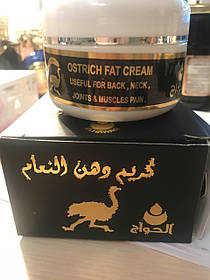 OSTRICH FAT CREAM
USEFUL FOR BACK, NECK,
JOINTS & MUSCLES PAIN.
كريم دهن النعام
الحواج